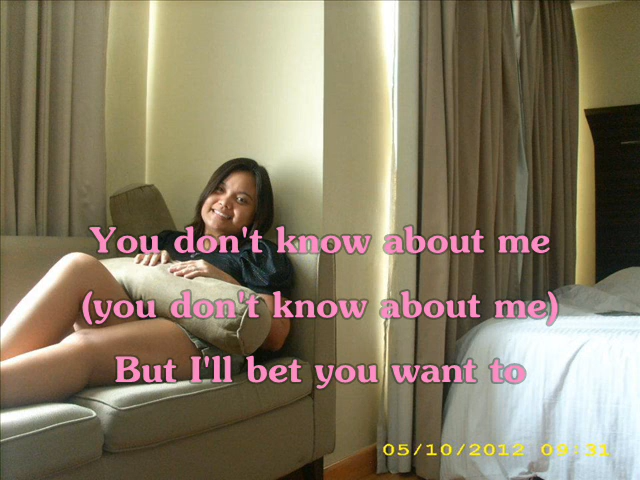 You don't know about me
(you don't know about me)
But I'll bet you want to
05/10/2012 09:31